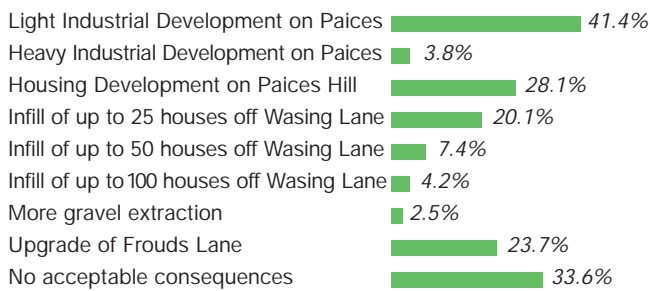 Light Industrial Development on Paices 41.4%
Heavy Industrial Development on Paices 3.8%
Housing Development on Paices Hill 28.1%
Infill of up to 25 houses off Wasing Lane 20.1%
Infill of up to 50 houses off Wasing Lane 7.4%
Infill of up to 100 houses off Wasing Lane 4.2%
More gravel extraction 2.5%
Upgrade of Frouds Lane 23.7%
No acceptable consequences 33.6%